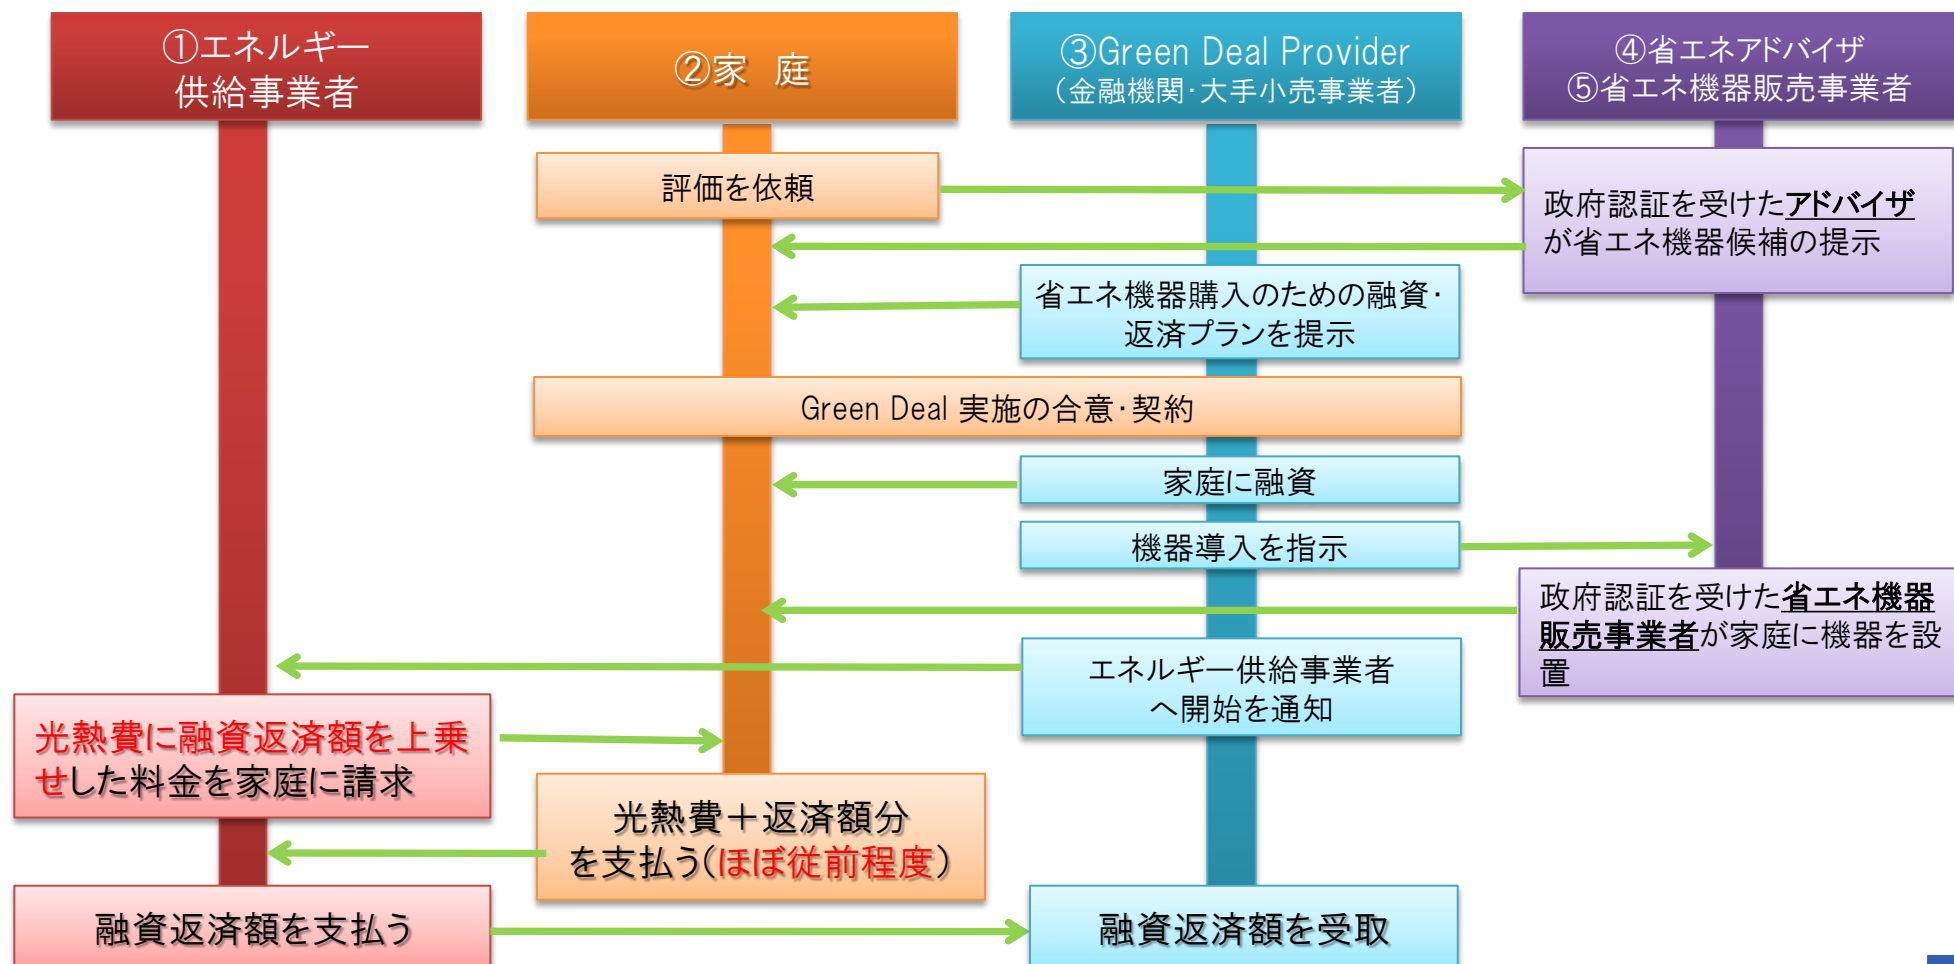 ①エネルギー
供給事業者
②家　庭
③Green Deal Provider
（金融機関・大手小売事業者）
④省エネアドバイザ
⑤省エネ機器販売事業者
評価を依頼
政府認証を受けたアドバイザ
が省エネ機器候補の提示
省エネ機器購入のための融資・
返済プランを提示
Green Deal 実施の合意・契約
家庭に融資
機器導入を指示
政府認証を受けた省エネ機器
販売事業者が家庭に機器を設
置
エネルギー供給事業者
へ開始を通知
光熱費に融資返済額を上乗
せした料金を家庭に請求
光熱費＋返済額分
を支払う（ほぼ従前程度）
融資返済額を支払う
融資返済額を受取